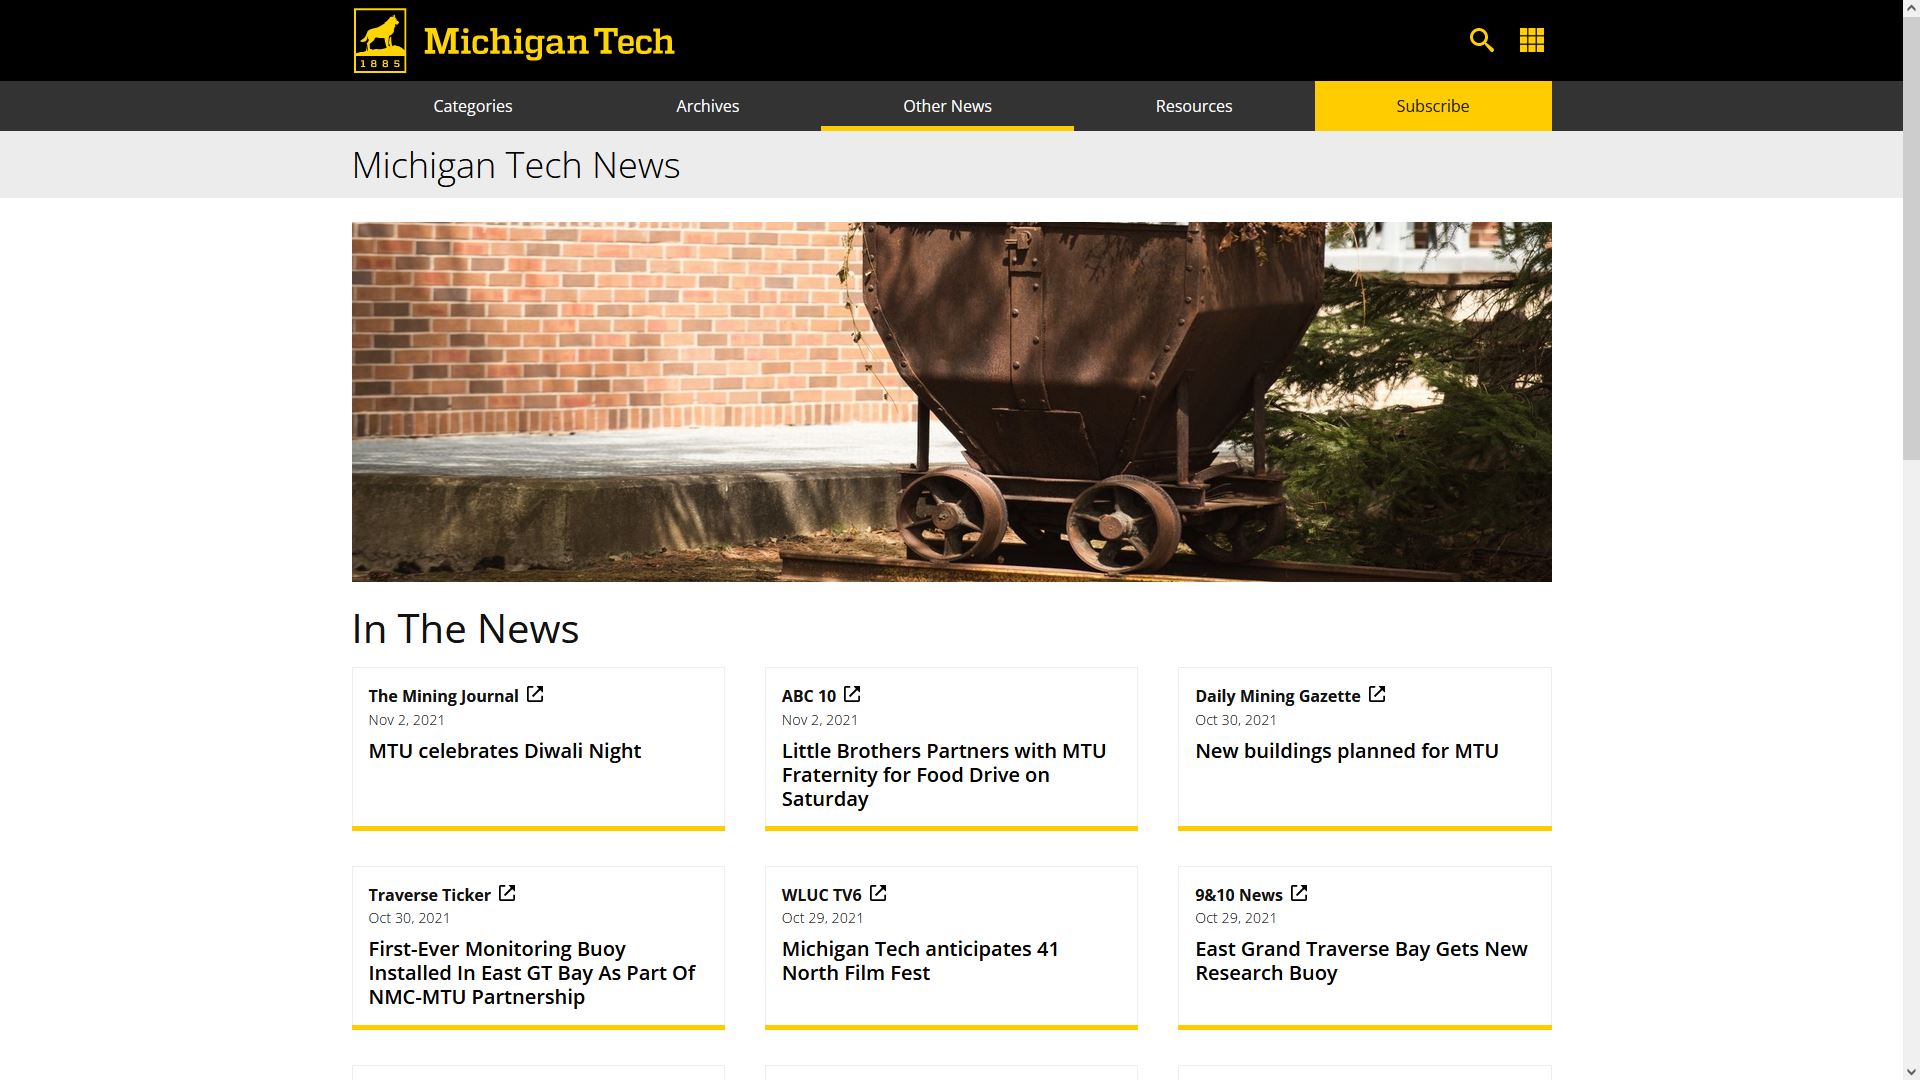 1885
Michigan Tech
Categories
Archives
Other News
Resources
Subscribe
Michigan Tech News
In The News
The Mining Journal
Nov 2, 2021
MTU celebrates Diwali Night
ABC 10
Nov 2, 2021
Little Brothers Partners with MTU
Fraternity for Food Drive on
Saturday
Daily Mining Gazette
Oct 30, 2021
New buildings planned for MTU
Traverse Ticker
Oct 30, 2021
First-Ever Monitoring Buoy
Installed In East GT Bay As Part Of
NMC-MTU Partnership
WLUC TV6
Oct 29, 2021
Michigan Tech anticipates 41
North Film Fest
9&10 News
Oct 29, 2021
East Grand Traverse Bay Gets New
Research Buoy